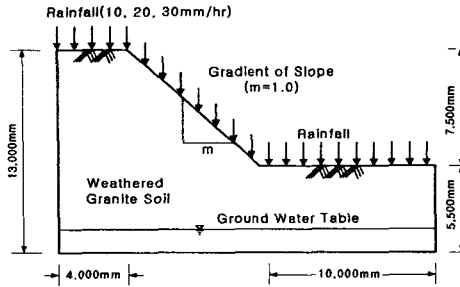 Rainfall(10, 20, 30mm/hr)
Gradient of Slope
(m=1.0)
Rainfall
m
Weathered
Granite Soil
Ground Water Table
13,000mm
7,500mm
5,500mm
4,000mm
10,000mm